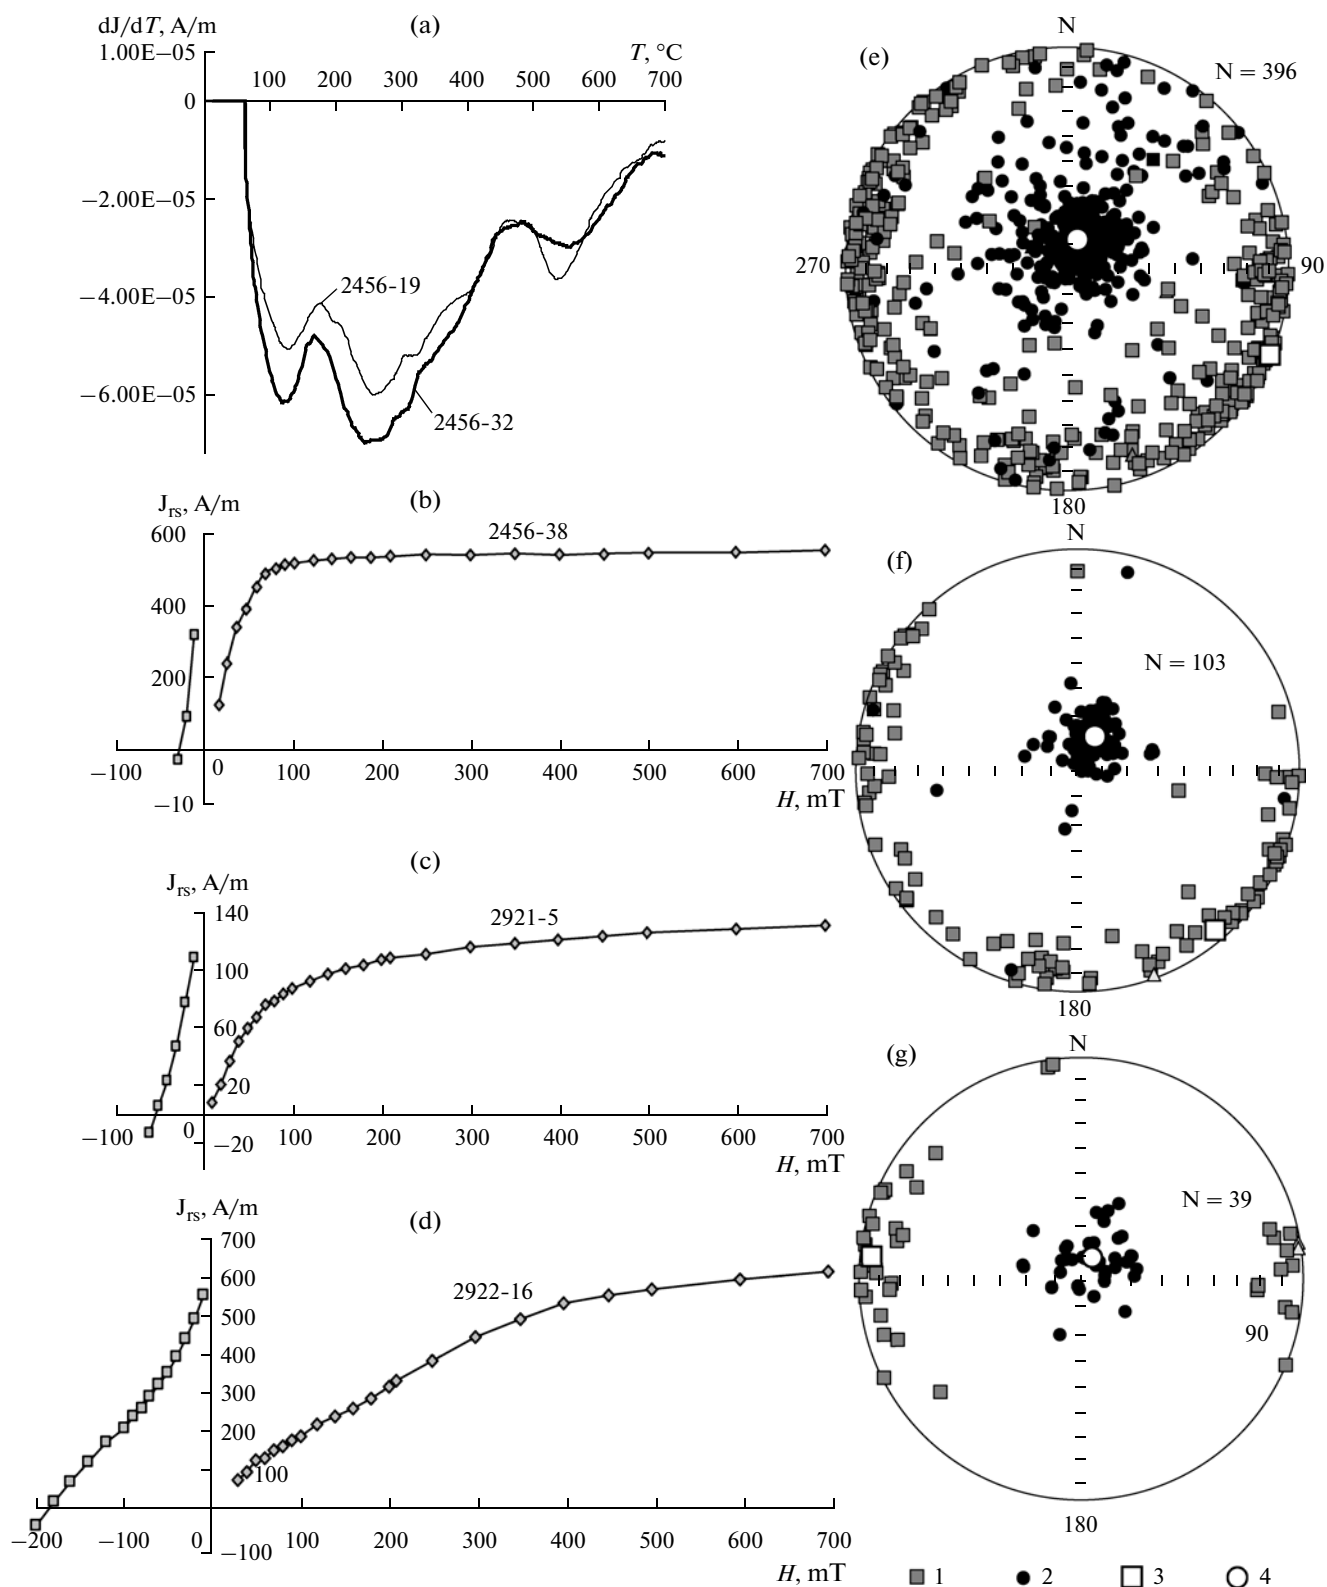 (a)
dJ/dT, A/m
T, °C
1.00E−05
0
−2.00E−05
−4.00E−05
−6.00E−05
100 200 300 400 500 600 700
2456-19
2456-32
(b)
Jrs, A/m
600
400
200
0
−10
−100
100 200 300 400 500 600 700
H, mT
2456-38
(c)
Jrs, A/m
140
100
60
20
0
−20
−100
100 200 300 400 500 600 700
H, mT
2921-5
(d)
Jrs, A/m
700
600
500
400
300
200
100
−100
−200 −100 0
100 200 300 400 500 600 700
H, mT
2922-16
(e)
N
N = 396
270
90
180
(f)
N
N = 103
180
(g)
N
N = 39
90
180
1 2 3 4